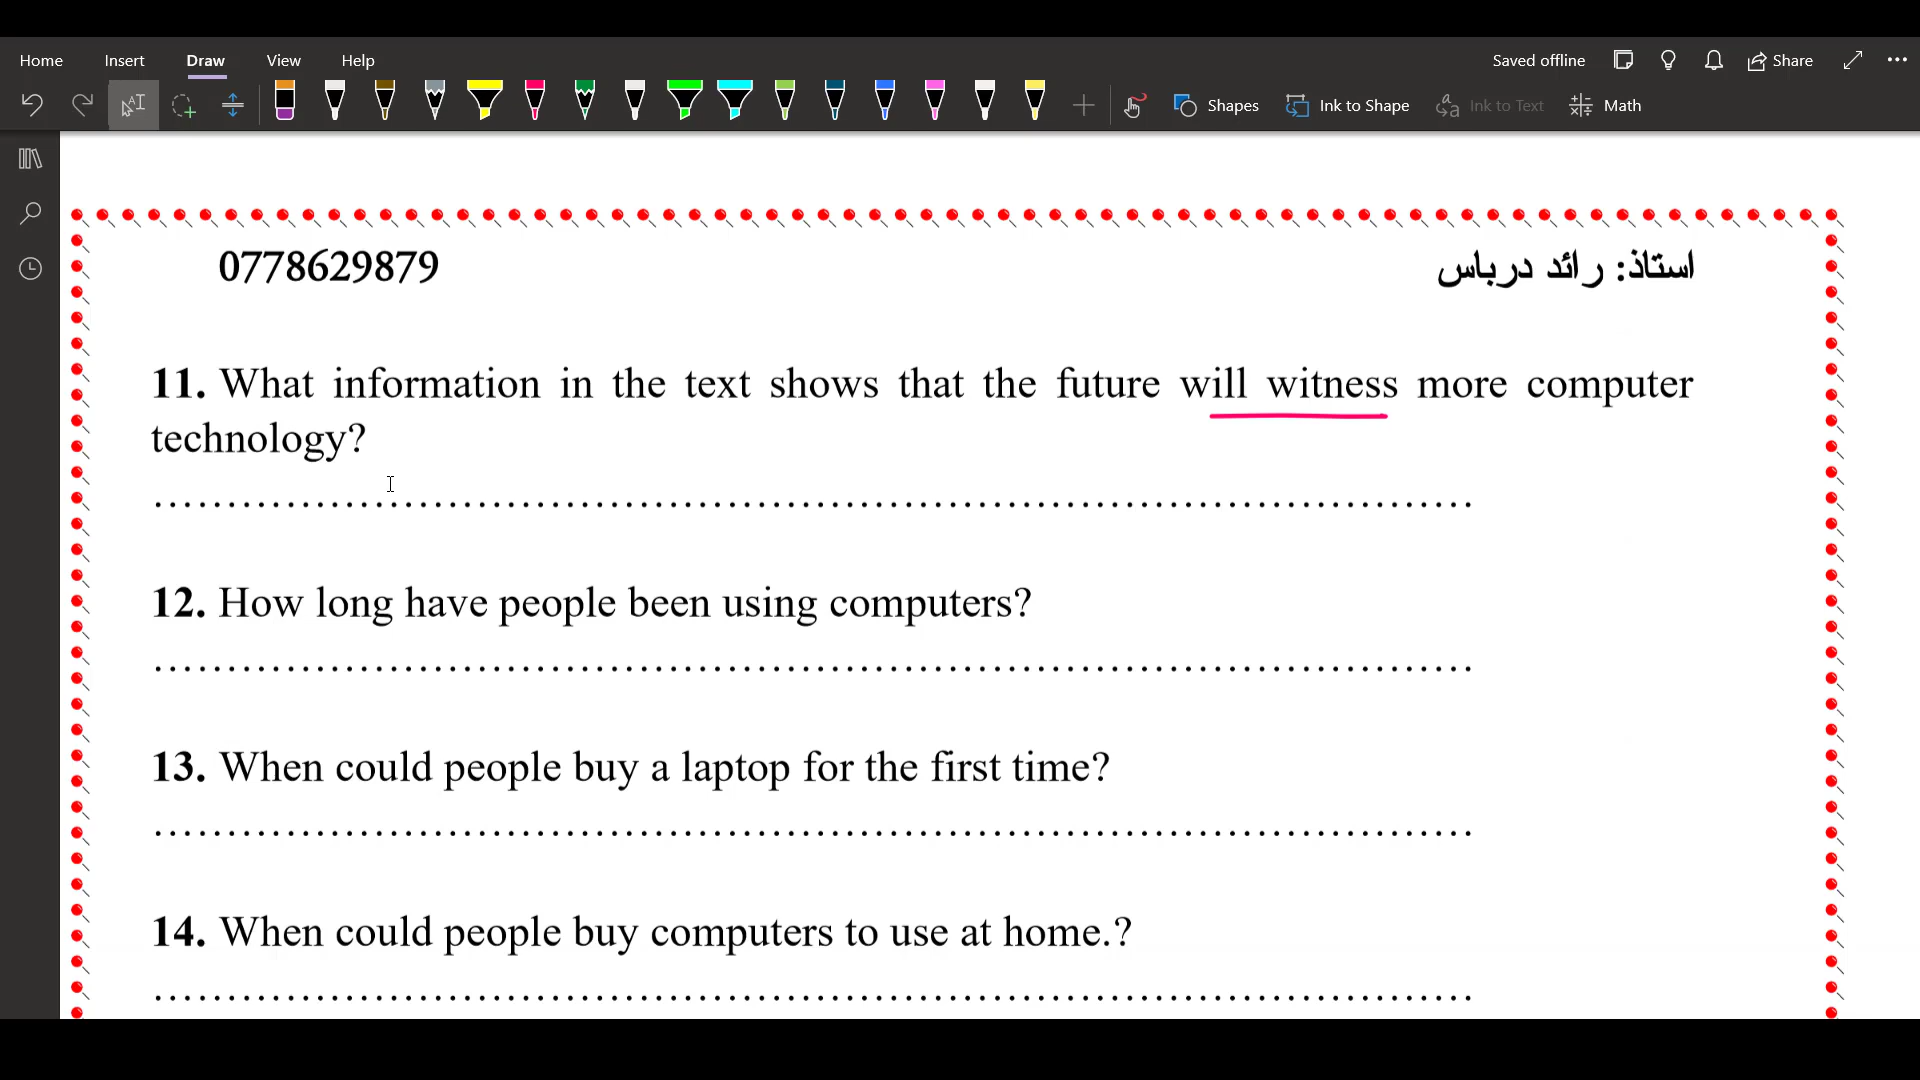 Home Insert Draw View Help Saved offline Share
Shapes Ink to Shape Ink to Text Math
0778629879 استاذ: رائد درباس
11. What information in the text shows that the future will witness more computer
technology?
..........................................................................................
12. How long have people been using computers?
..........................................................................................
13. When could people buy a laptop for the first time?
..........................................................................................
14. When could people buy computers to use at home.?
..........................................................................................